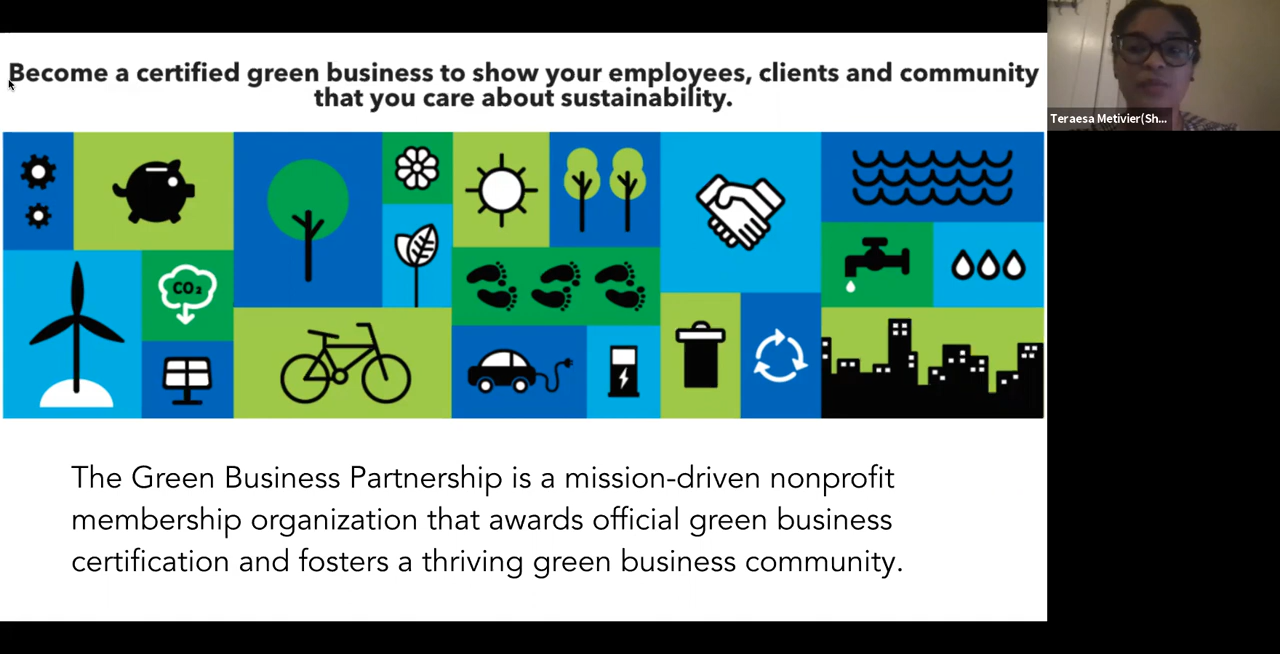 Become a certified green business to show your employees, clients and community
that you care about sustainability.
Teraesa Metivier(Sh...
CO₂
The Green Business Partnership is a mission-driven nonprofit
membership organization that awards official green business
certification and fosters a thriving green business community.